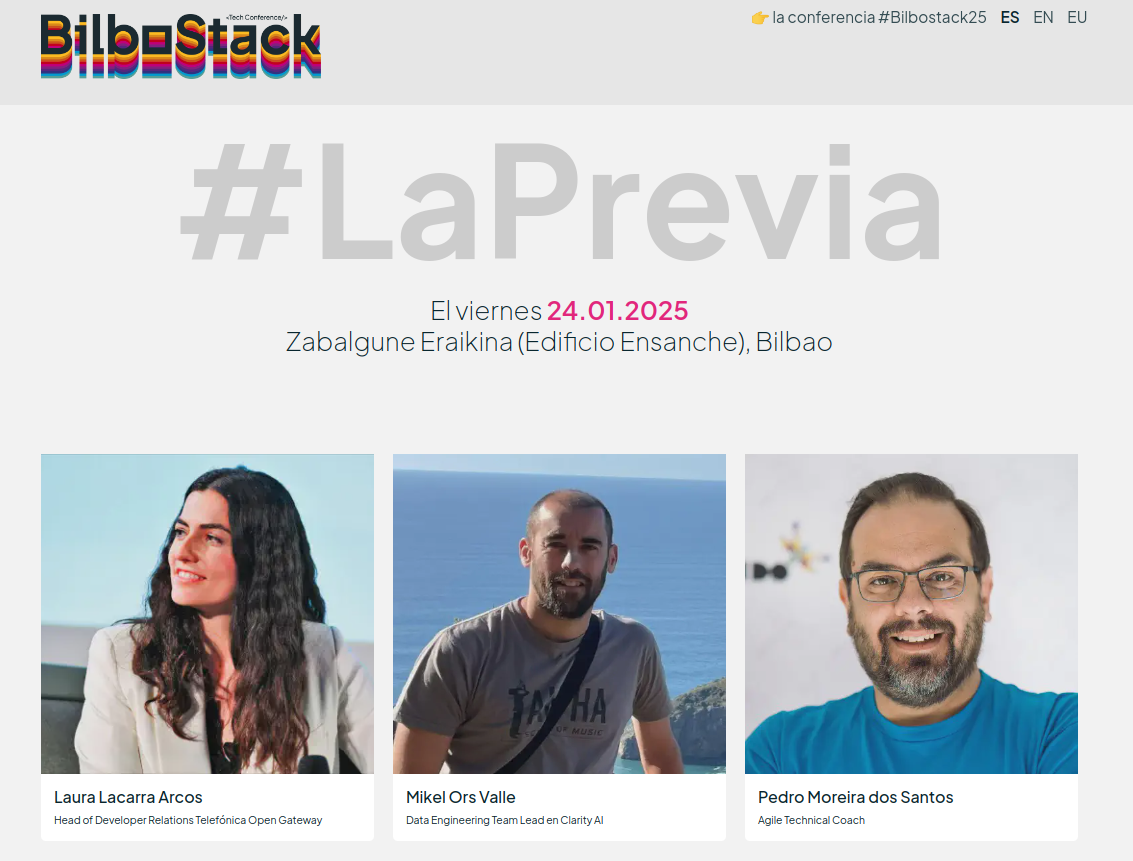 <Tech Conference/>
BilboStack
👉 la conferencia #Bilbostack25 ES EN EU
#LaPrevia
El viernes 24.01.2025
Zabalgune Eraikina (Edificio Ensanche), Bilbao
Laura Lacarra Arcos
Head of Developer Relations Telefónica Open Gateway
Mikel Ors Valle
Data Engineering Team Lead en Clarity AI
Pedro Moreira dos Santos
Agile Technical Coach